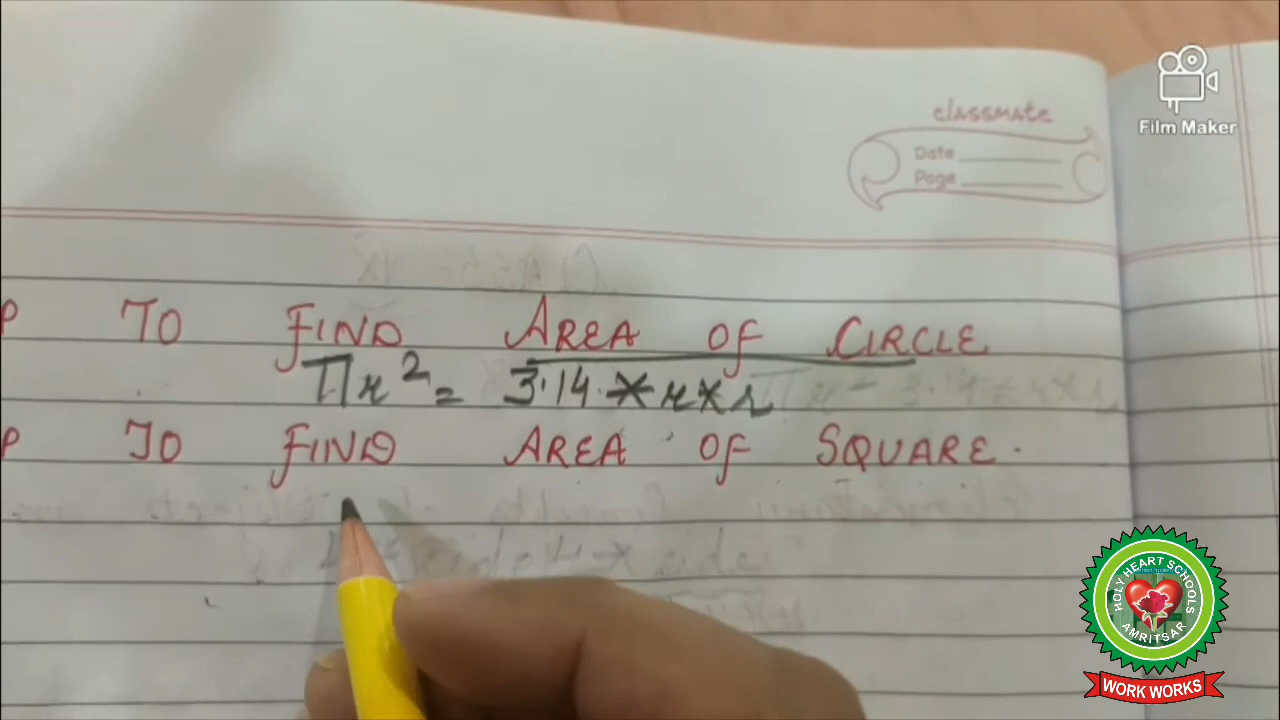 Film Maker
classmate
Date
Page
P TO FIND AREA OF CIRCLE
πr² = 3.14 * r * r
P TO FIND AREA OF SQUARE.
HOLY HEART SCHOOLS
AMRITSAR
WORK WORKS